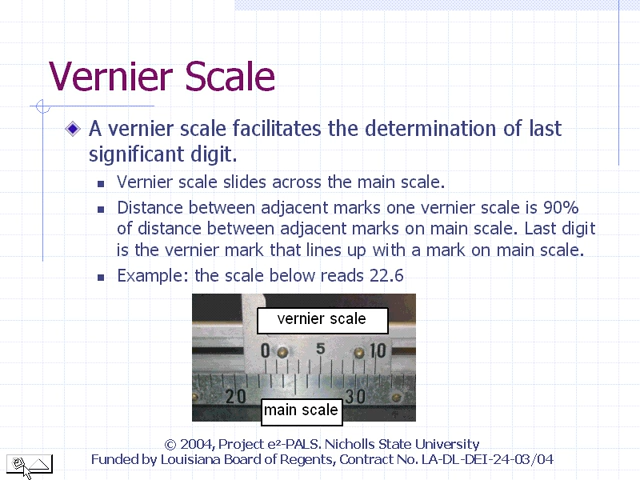 Vernier Scale
A vernier scale facilitates the determination of last
significant digit.
Vernier scale slides across the main scale.
Distance between adjacent marks one vernier scale is 90%
of distance between adjacent marks on main scale. Last digit
is the vernier mark that lines up with a mark on main scale.
Example: the scale below reads 22.6
vernier scale
0 5 10
20 30
main scale
© 2004, Project e²-PALS. Nicholls State University
Funded by Louisiana Board of Regents, Contract No. LA-DL-DEI-24-03/04